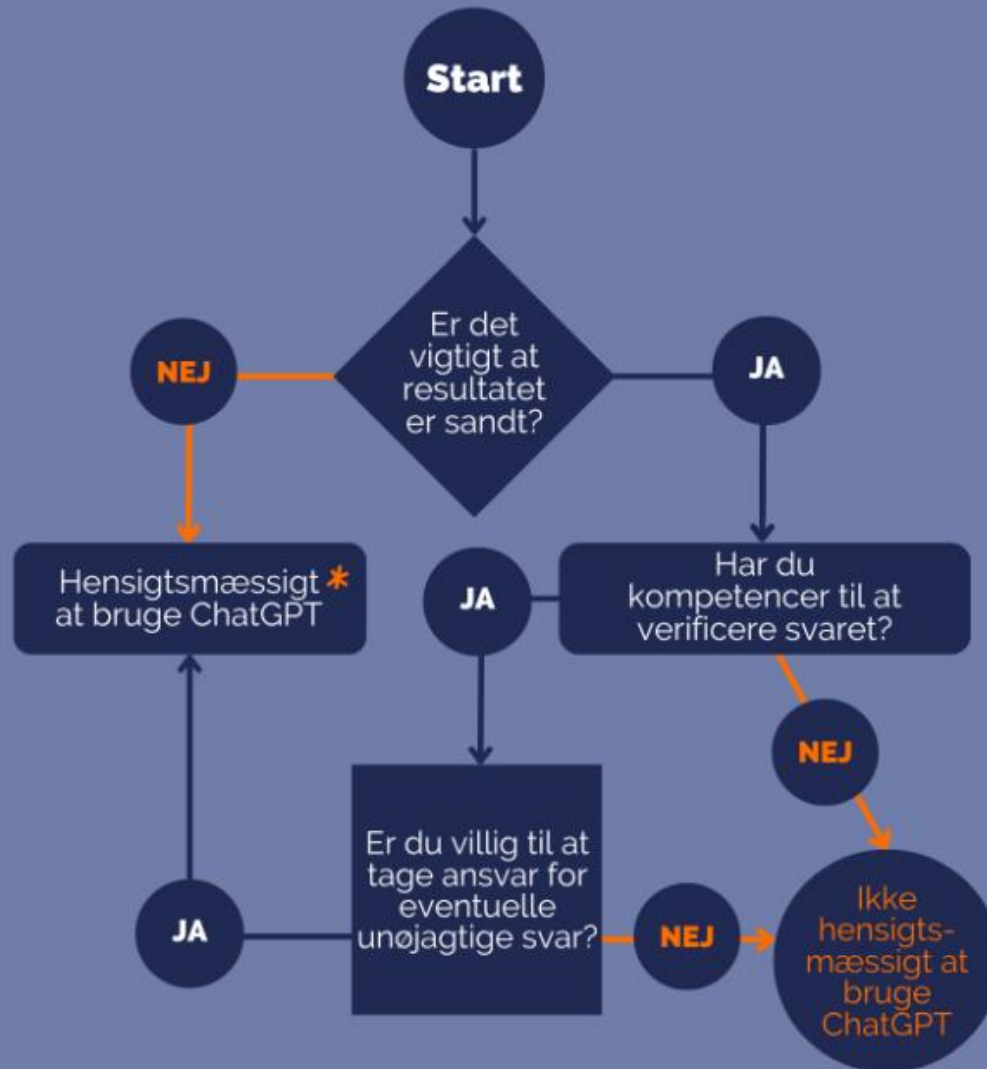 Start
Er det
vigtigt at
resultatet
er sandt?
NEJ
JA
Hensigtsmæssigt *
at bruge ChatGPT
JA
Har du
kompetencer til at
verificere svaret?
NEJ
Er du villig til at
tage ansvar for
eventuelle
unøjagtige svar?
JA
NEJ
Ikke
hensigts-
mæssigt at
bruge
ChatGPT